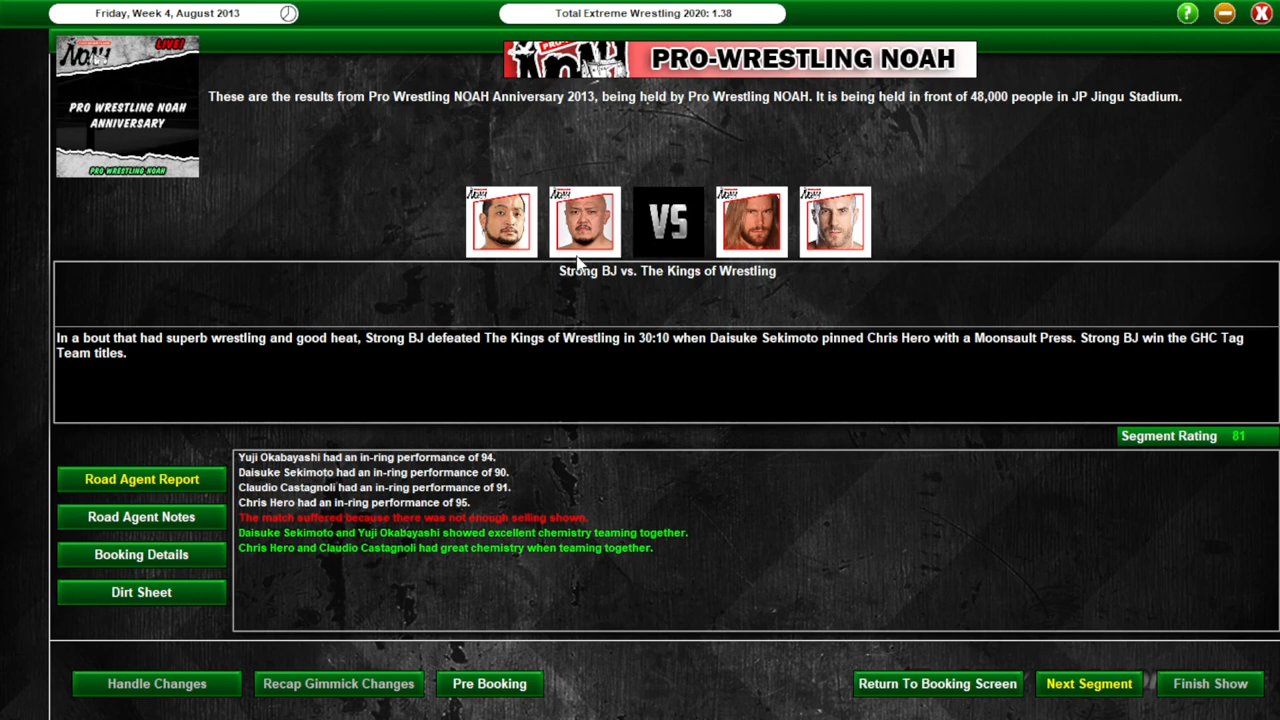 Friday, Week 4, August 2013
Total Extreme Wrestling 2020: 1.38
NOAH
LIVE!
PRO WRESTLING NOAH
ANNIVERSARY
PRO WRESTLING NOAH
PRO-WRESTLING NOAH
These are the results from Pro Wrestling NOAH Anniversary 2013, being held by Pro Wrestling NOAH. It is being held in front of 48,000 people in JP Jingu Stadium.
VS
Strong BJ vs. The Kings of Wrestling
In a bout that had superb wrestling and good heat, Strong BJ defeated The Kings of Wrestling in 30:10 when Daisuke Sekimoto pinned Chris Hero with a Moonsault Press. Strong BJ win the GHC Tag
Team titles.
Segment Rating 81
Road Agent Report
Road Agent Notes
Booking Details
Dirt Sheet
Yuji Okabayashi had an in-ring performance of 94.
Daisuke Sekimoto had an in-ring performance of 90.
Claudio Castagnoli had an in-ring performance of 91.
Chris Hero had an in-ring performance of 95.
The match suffered because there was not enough selling shown.
Daisuke Sekimoto and Yuji Okabayashi showed excellent chemistry teaming together.
Chris Hero and Claudio Castagnoli had great chemistry when teaming together.
Handle Changes
Recap Gimmick Changes
Pre Booking
Return To Booking Screen
Next Segment
Finish Show